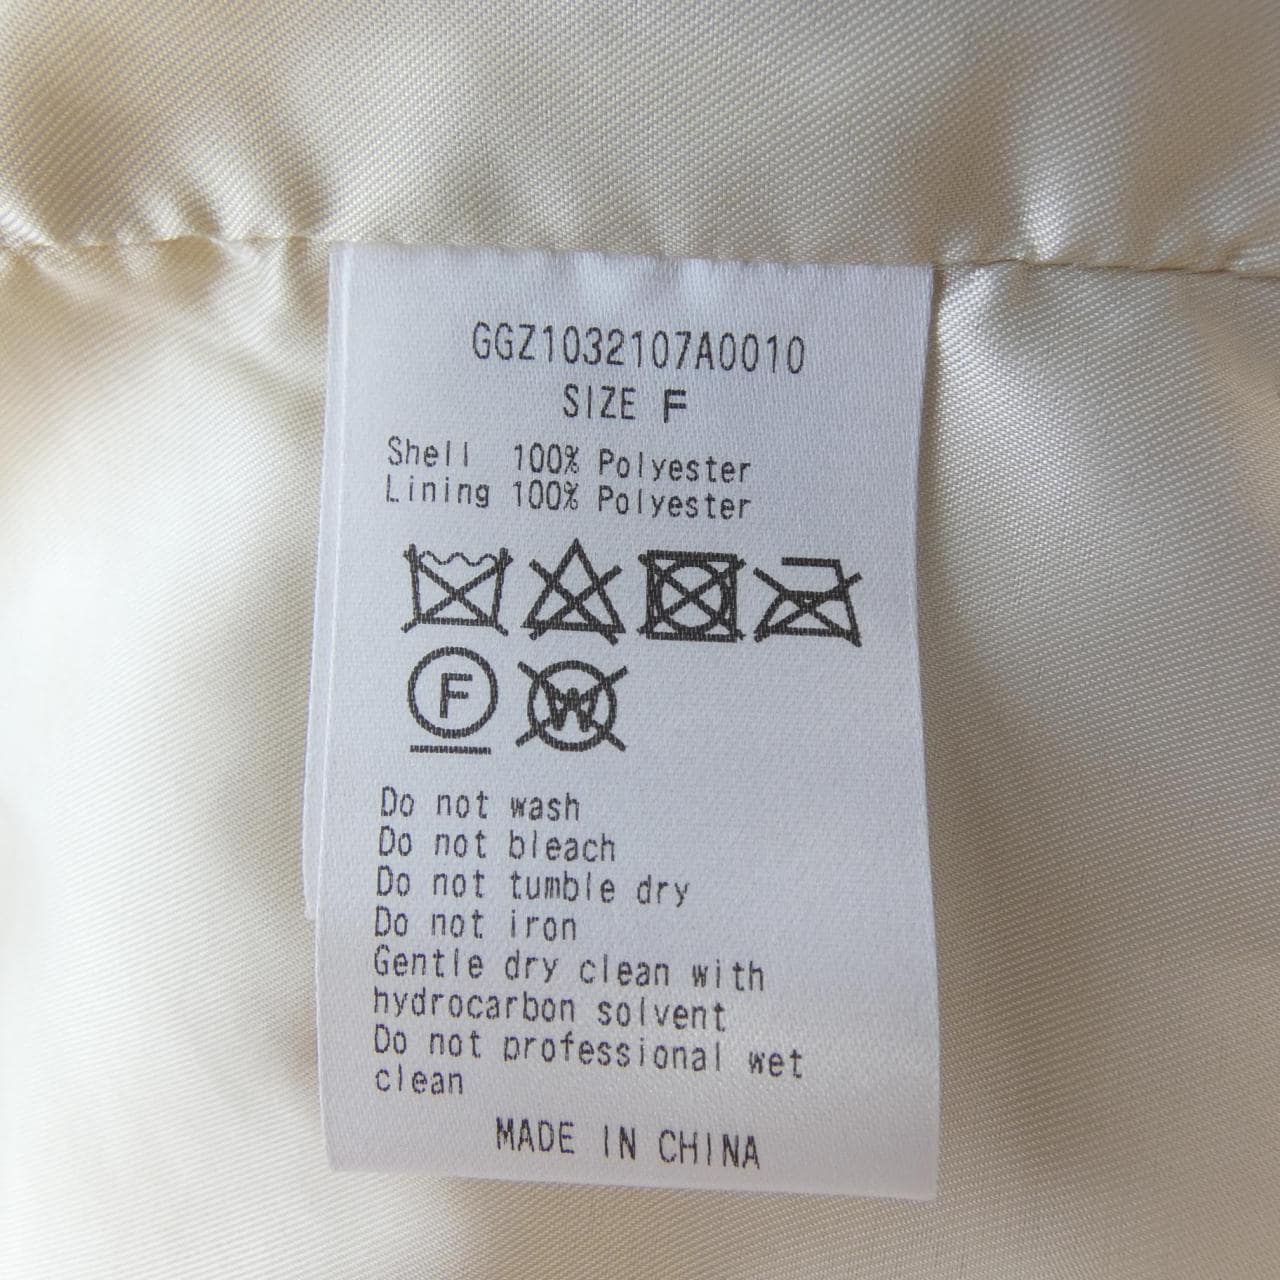 GGZ1032107A0010
SIZE F
Shell 100% Polyester
Lining 100% Polyester
F W
Do not wash
Do not bleach
Do not tumble dry
Do not iron
Gentle dry clean with
hydrocarbon solvent
Do not professional wet
clean
MADE IN CHINA